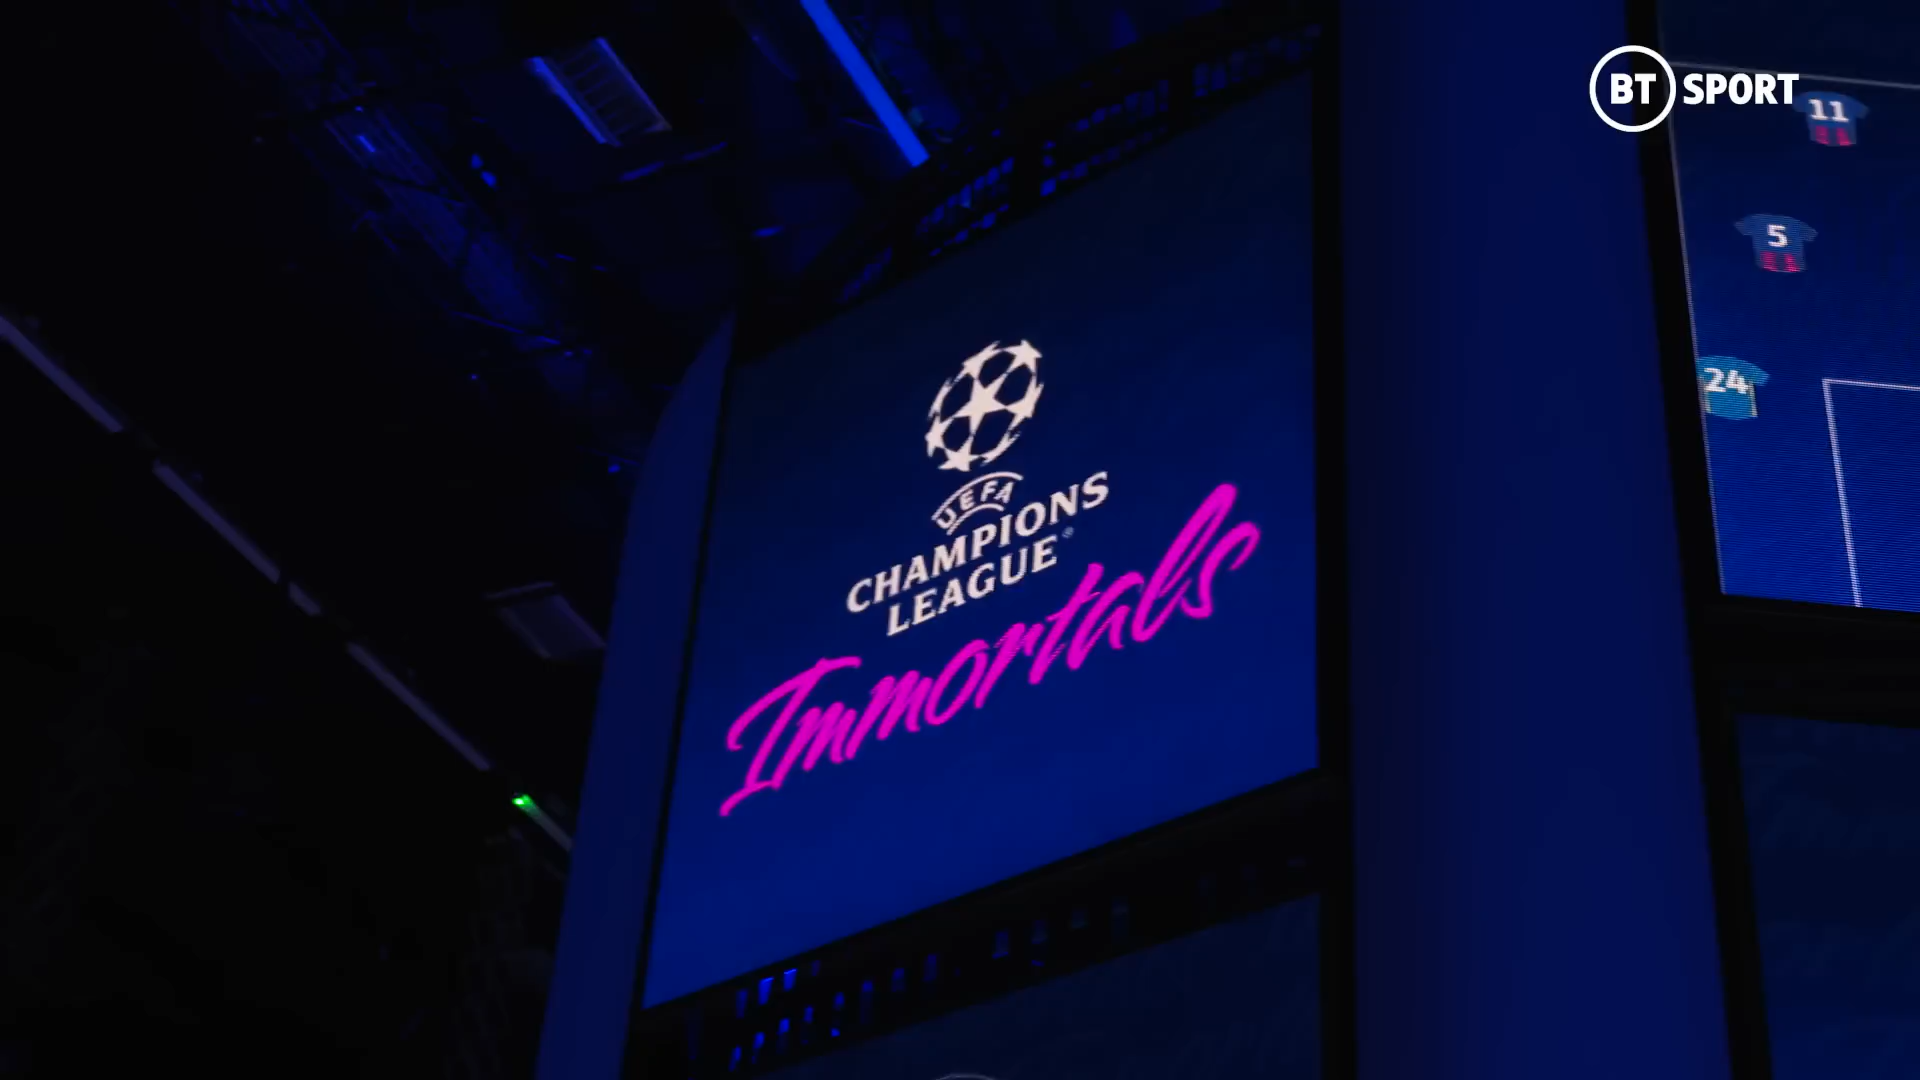 BT SPORT
11
5
24
UEFA
CHAMPIONS
LEAGUE®
Immortals